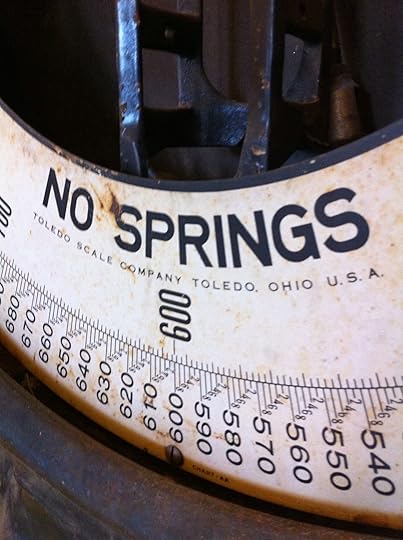 NO SPRINGS
TOLEDO SCALE COMPANY TOLEDO, OHIO U.S.A.
600
680 670 660 650 640 630 620 610 600 590 580 570 560 550 540